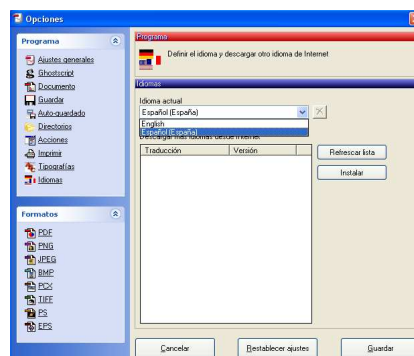 Opciones
Programa
Ajustes generales
Ghostscript
Documento
Guardar
Auto-guardado
Directorios
Acciones
Imprimir
Tipografías
Idiomas
Formatos
PDF
PNG
JPEG
BMP
PCX
TIFF
PS
EPS
Programa
Definir el idioma y descargar otro idioma de Internet
Idiomas
Idioma actual
Español (España)
English
Español (España)
Descargar más idiomas desde Internet
Traducción Versión
Refrescar lista
Instalar
Cancelar
Restablecer ajustes
Guardar